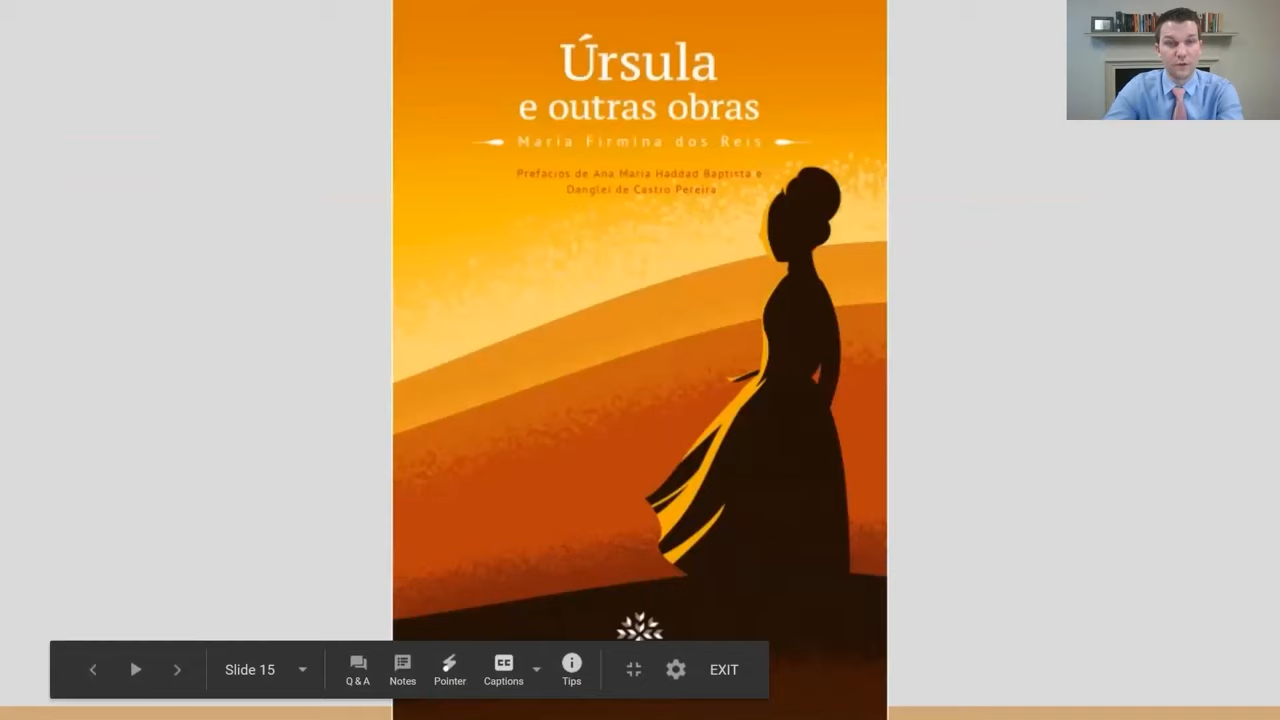 Úrsula
e outras obras
Maria Firmina dos Reis
Prefácios de Ana Maria Haddad Baptista e
Danglei de Castro Pereira
Slide 15
Q & A
Notes
Pointer
CC
Captions
Tips
EXIT